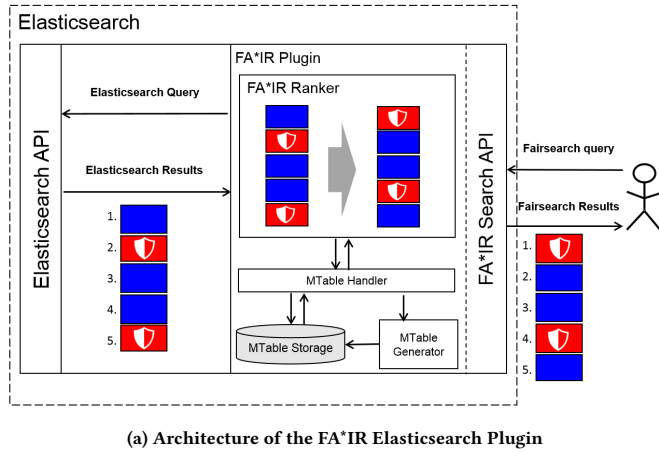 Elasticsearch
Elasticsearch API
Elasticsearch Query
Elasticsearch Results
1.
2.
3.
4.
5.
FA*IR Plugin
FA*IR Ranker
MTable Handler
MTable Storage
MTable
Generator
FA*IR Search API
Fairsearch query
Fairsearch Results
1.
2.
3.
4.
5.
(a) Architecture of the FA*IR Elasticsearch Plugin